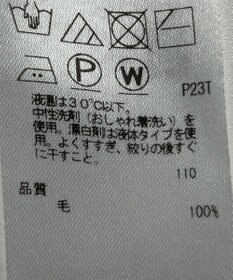 P
W
P23T
液温は30℃以下。
中性洗剤（おしゃれ着洗い）を
使用。漂白剤は液体タイプを使
用。よくすすぎ、絞りの後すぐ
に干すこと。
110
品質
毛 100%